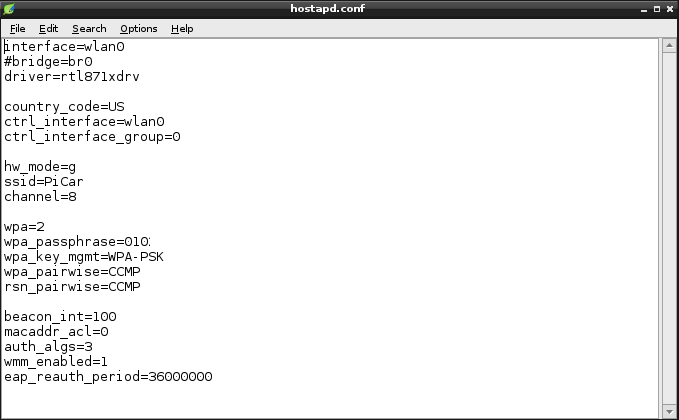 hostapd.conf
File Edit Search Options Help
interface=wlan0
#bridge=br0
driver=rtl871xdrv
country_code=US
ctrl_interface=wlan0
ctrl_interface_group=0
hw_mode=g
ssid=PiCar
channel=8
wpa=2
wpa_passphrase=010
wpa_key_mgmt=WPA-PSK
wpa_pairwise=CCMP
rsn_pairwise=CCMP
beacon_int=100
macaddr_acl=0
auth_algs=3
wmm_enabled=1
eap_reauth_period=36000000